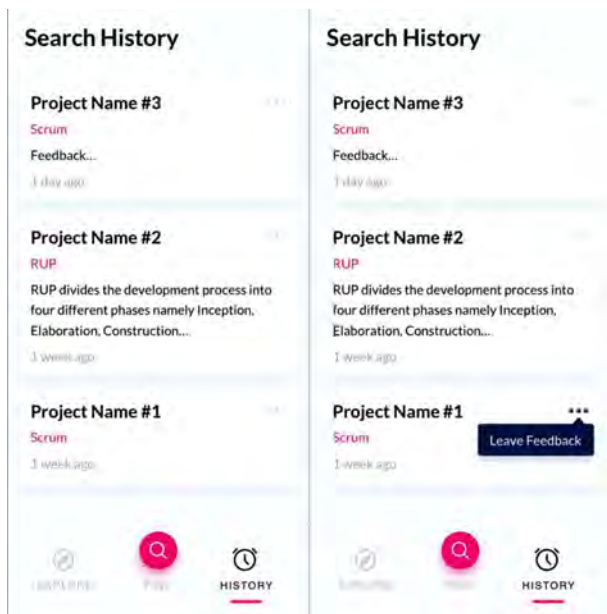 Search History
Project Name #3
Scrum
Feedback...
1 day ago
Project Name #2
RUP
RUP divides the development process into
four different phases namely Inception,
Elaboration, Construction...
1 week ago
Project Name #1
Scrum
1 week ago
EXPLORE
FIND
HISTORY
Search History
Project Name #3
Scrum
Feedback...
1 day ago
Project Name #2
RUP
RUP divides the development process into
four different phases namely Inception,
Elaboration, Construction...
1 week ago
Project Name #1
Scrum
Leave Feedback
1 week ago
EXPLORE
FIND
HISTORY